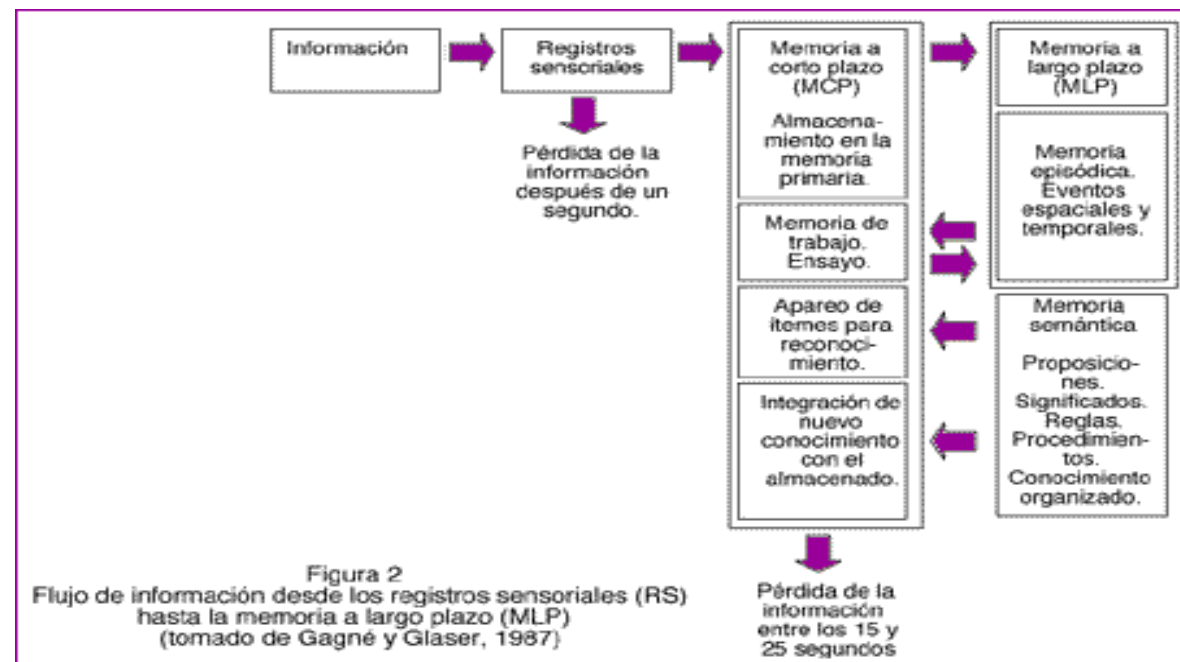 Información
Registros
sensoriales
Pérdida de la
información
después de un
segundo.
Memoria a
corto plazo
(MCP)
Almacena-
miento en la
memoria
primaria.
Memoria de
trabajo.
Ensayo.
Apareo de
ítemes para
reconoci-
miento.
Integración de
nuevo
conocimiento
con el
almacenado.
Pérdida de la
información
entre los 15 y
25 segundos
Memoria a
largo plazo
(MLP)
Memoria
episódica.
Eventos
espaciales y
temporales.
Memoria
semántica
Proposicio-
nes.
Significados.
Reglas.
Procedimien-
tos.
Conocimiento
organizado.
Figura 2
Flujo de información desde los registros sensoriales (RS)
hasta la memoria a largo plazo (MLP)
(tomado de Gagné y Glaser, 1987)